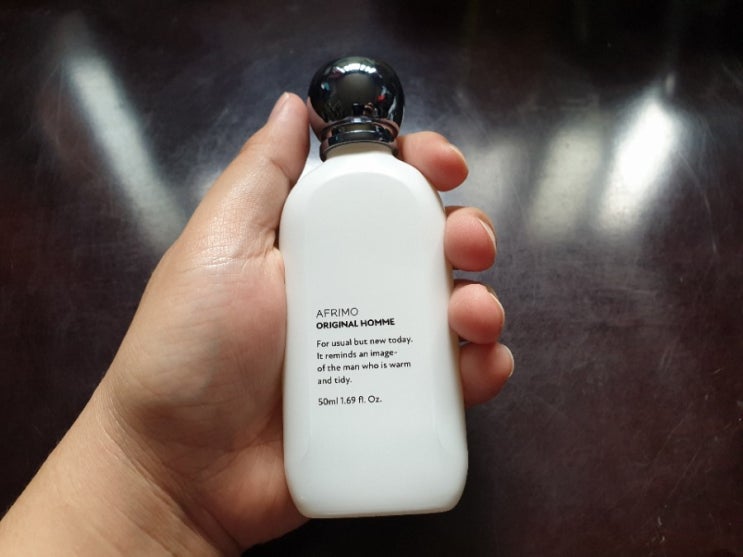 AFRIMO
ORIGINAL HOMME
For usual but new today.
It reminds an image-
of the man who is warm
and tidy.
50ml 1.69 fl. Oz.